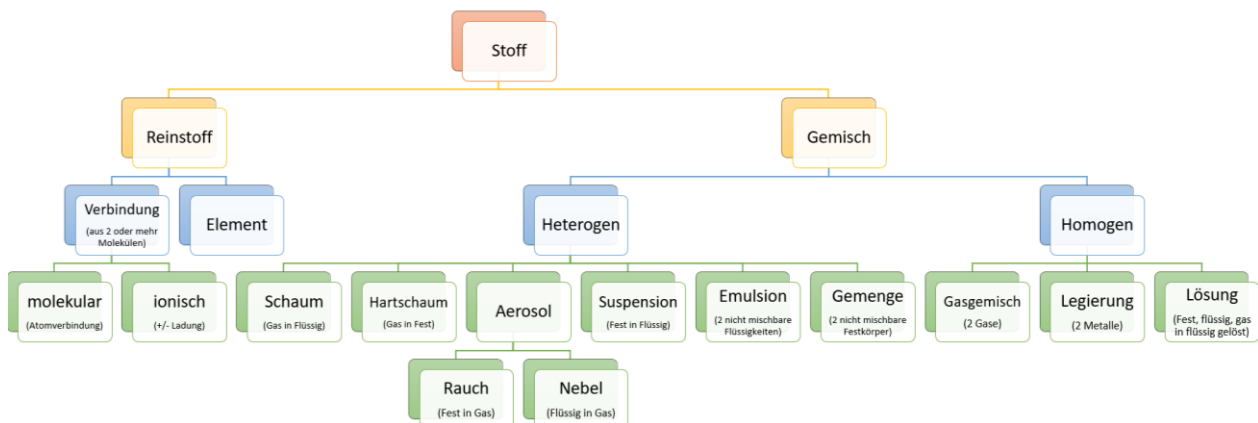 Stoff
Reinstoff
Gemisch
Verbindung
(aus 2 oder mehr
Molekülen)
Element
Heterogen
Homogen
molekular
(Atomverbindung)
ionisch
(+/- Ladung)
Schaum
(Gas in Flüssig)
Hartschaum
(Gas in Fest)
Aerosol
Suspension
(Fest in Flüssig)
Emulsion
(2 nicht mischbare
Flüssigkeiten)
Gemenge
(2 nicht mischbare
Festkörper)
Gasgemisch
(2 Gase)
Legierung
(2 Metalle)
Lösung
(Fest, flüssig, gas
in flüssig gelöst)
Rauch
(Fest in Gas)
Nebel
(Flüssig in Gas)